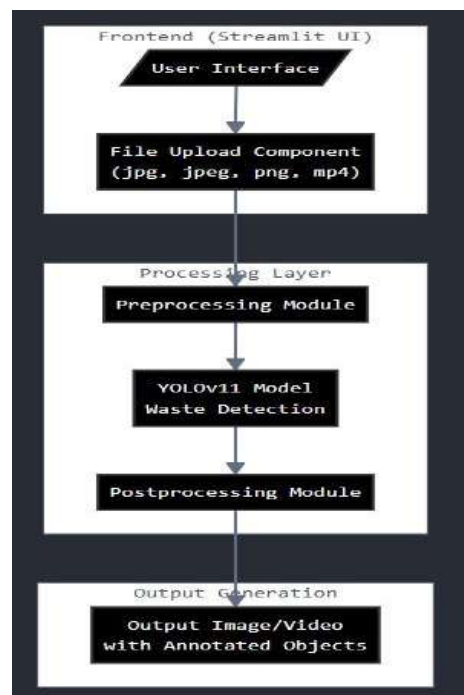 Frontend (Streamlit UI)
User Interface
File Upload Component
(jpg, jpeg, png, mp4)
Processing Layer
Preprocessing Module
YOLOv11 Model
Waste Detection
Postprocessing Module
Output Generation
Output Image/Video
with Annotated Objects